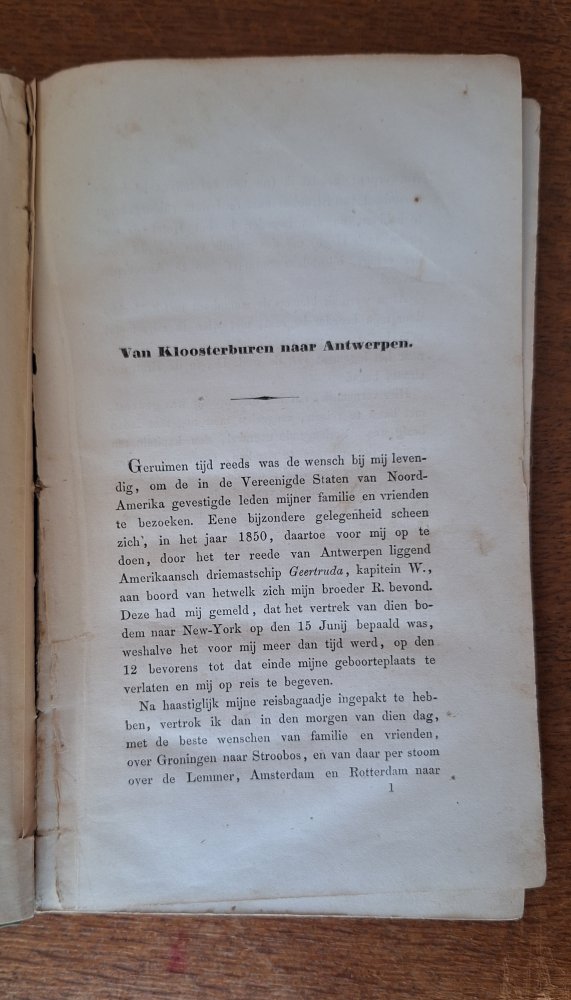 Van Kloosterburen naar Antwerpen.
Geruimen tijd reeds was de wensch bij mij leven-
dig, om de in de Vereenigde Staten van Noord-
Amerika gevestigde leden mijner familie en vrienden
te bezoeken. Eene bijzondere gelegenheid scheen
zich, in het jaar 1850, daartoe voor mij op te
doen, door het ter reede van Antwerpen liggend
Amerikaansch driemastschip Geertruda, kapitein W.,
aan boord van hetwelk zich mijn broeder R. bevond.
Deze had mij gemeld, dat het vertrek van dien bo-
dem naar New-York op den 15 Junij bepaald was,
weshalve het voor mij meer dan tijd werd, op den
12 bevorens tot dat einde mijne geboorteplaats te
verlaten en mij op reis te begeven.
Na haastiglijk mijne reisbagaadje ingepakt te heb-
ben, vertrok ik dan in den morgen van dien dag,
met de beste wenschen van familie en vrienden,
over Groningen naar Stroobos, en van daar per stoom
over de Lemmer, Amsterdam en Rotterdam naar
1